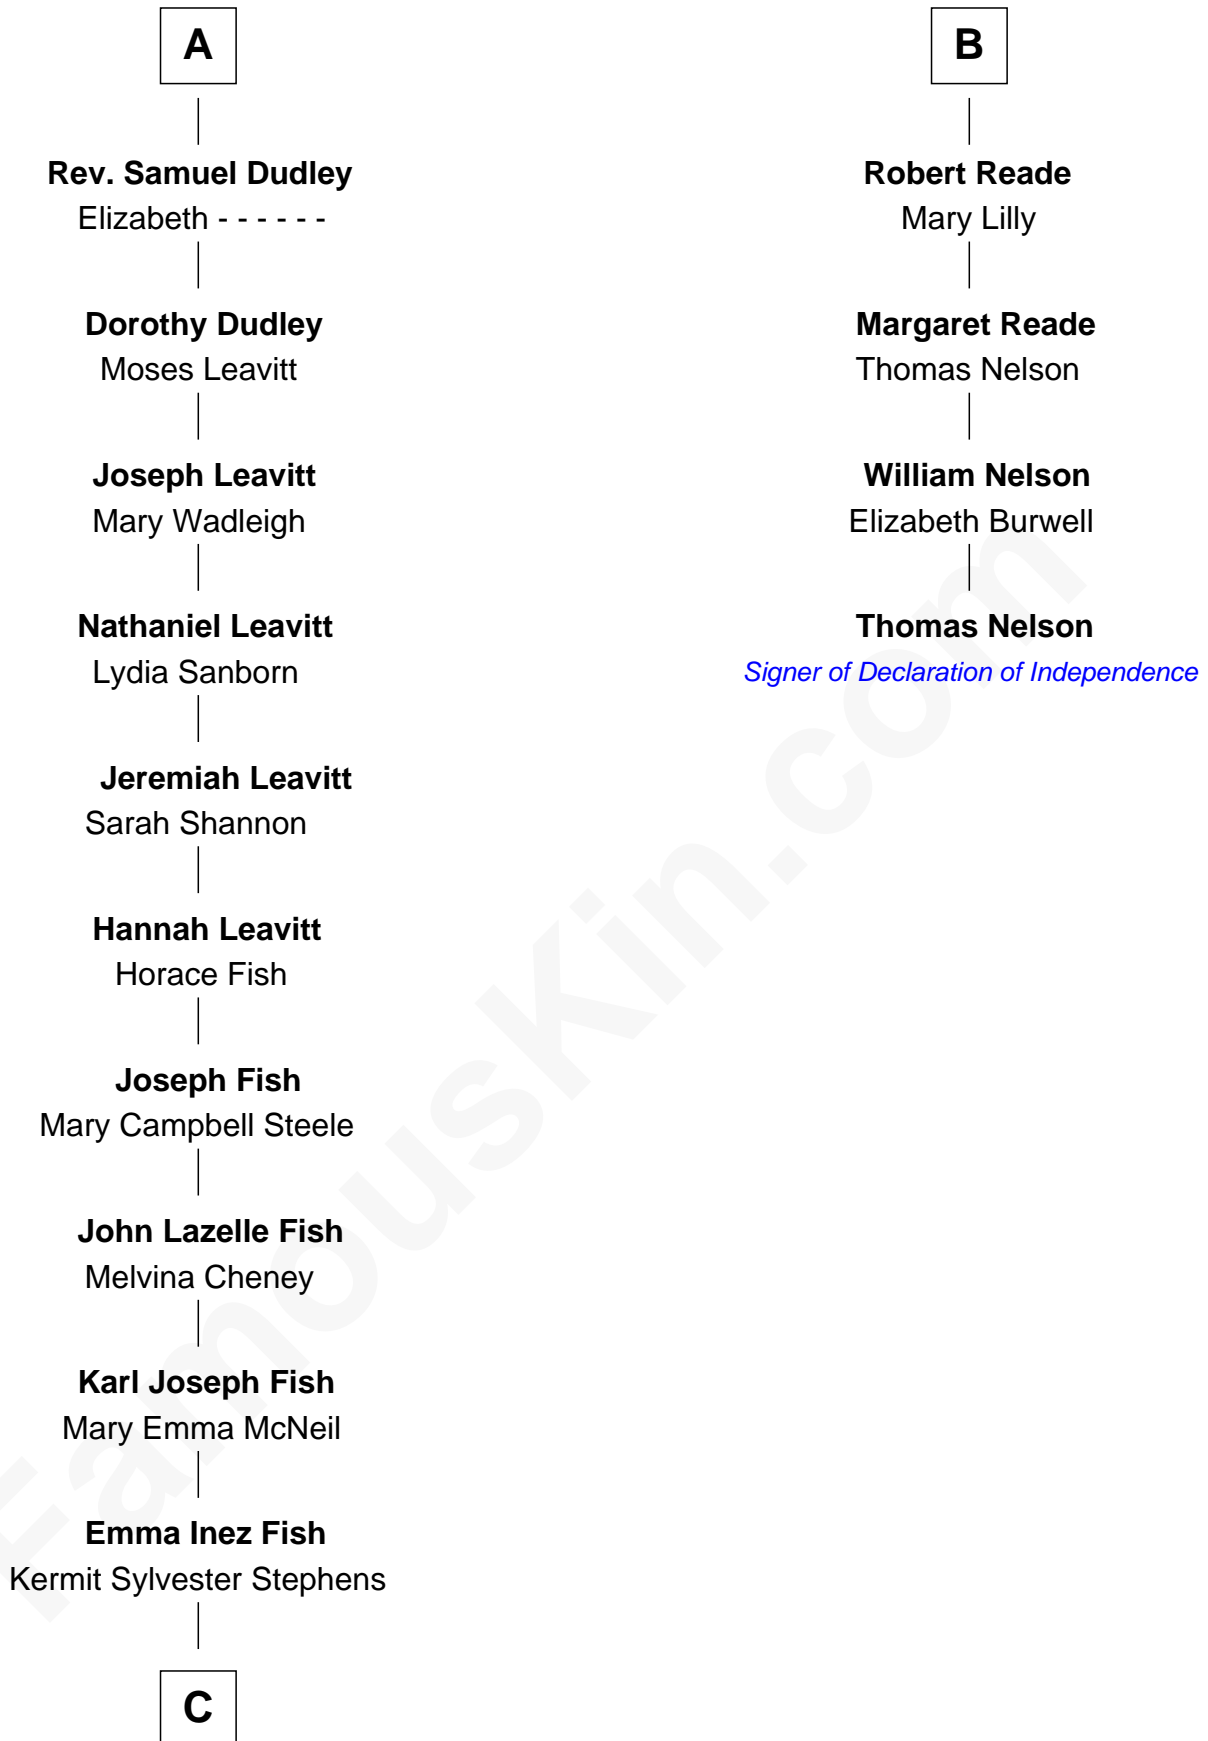 A
Rev. Samuel Dudley
Elizabeth - - - - - -
Dorothy Dudley
Moses Leavitt
Joseph Leavitt
Mary Wadleigh
Nathaniel Leavitt
Lydia Sanborn
Jeremiah Leavitt
Sarah Shannon
Hannah Leavitt
Horace Fish
Joseph Fish
Mary Campbell Steele
John Lazelle Fish
Melvina Cheney
Karl Joseph Fish
Mary Emma McNeil
Emma Inez Fish
Kermit Sylvester Stephens
C
B
Robert Reade
Mary Lilly
Margaret Reade
Thomas Nelson
William Nelson
Elizabeth Burwell
Thomas Nelson
Signer of Declaration of Independence
FamousKin.com